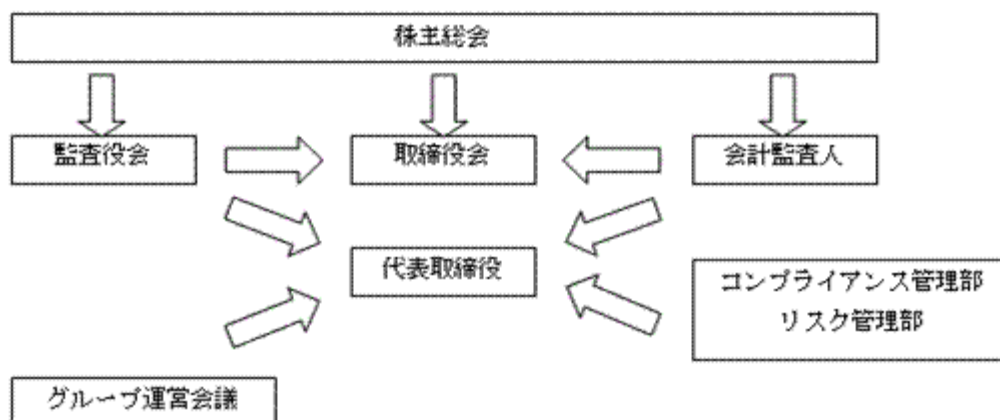 株主総会
監査役会
取締役会
会計監査人
代表取締役
コンプライアンス管理部
リスク管理部
グループ運営会議